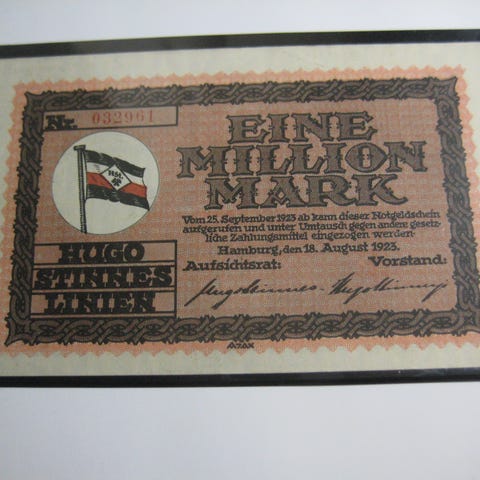 Nr. 032961
EINE
MILLION
MARK
Vom 25. September 1923 ab kann dieser Notgeldschein
aufgerufen und unter Umtausch gegen andere gesetz-
liche Zahlungsmittel eingezogen werden
Hamburg, den 18. August 1923.
Aufsichtsrat: Vorstand:
HUGO
STINNES
LINIEN